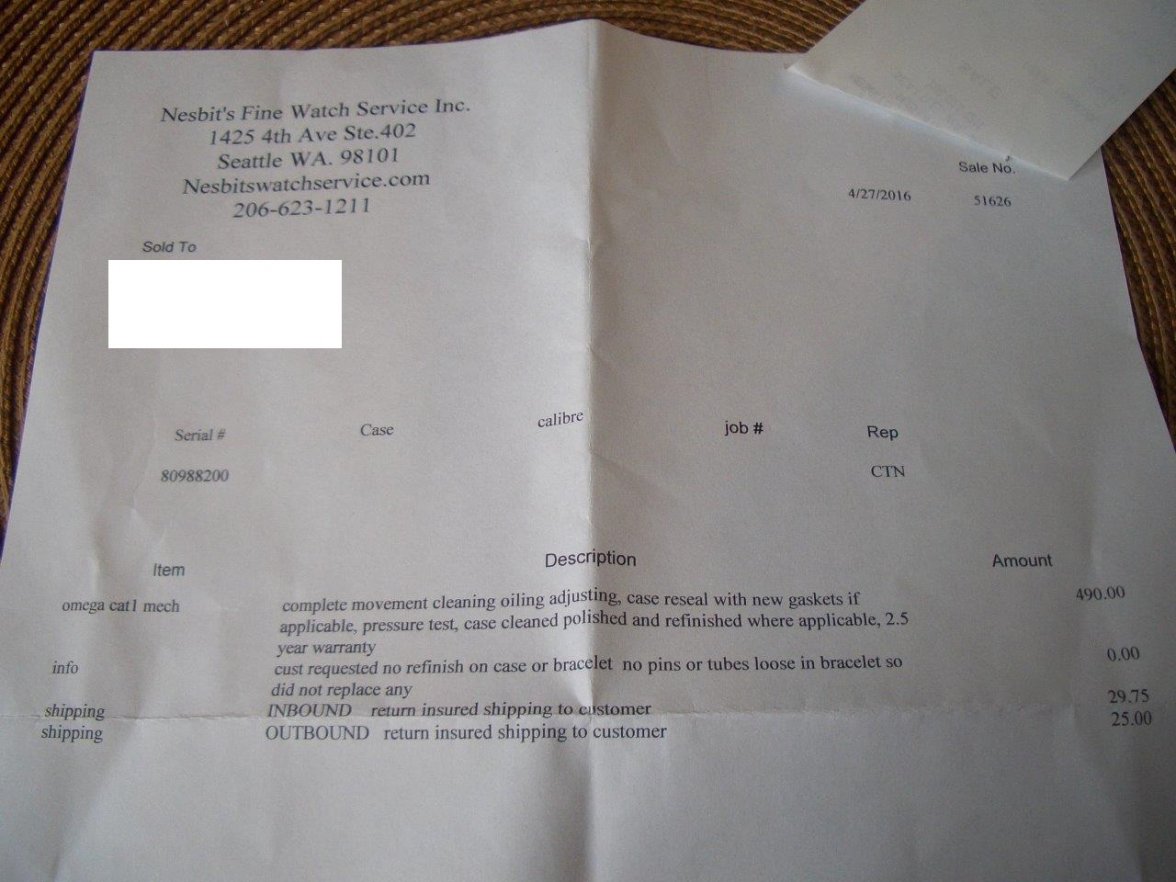 Nesbit's Fine Watch Service Inc.
1425 4th Ave Ste.402
Seattle WA. 98101
Nesbitswatchservice.com
206-623-1211
Sale No.
4/27/2016 51626
Sold To
Serial # Case calibre job # Rep
80988200 CTN
Item Description Amount
omega cat1 mech complete movement cleaning oiling adjusting, case reseal with new gaskets if 490.00
applicable, pressure test, case cleaned polished and refinished where applicable, 2.5
year warranty
info cust requested no refinish on case or bracelet no pins or tubes loose in bracelet so 0.00
did not replace any
shipping INBOUND return insured shipping to customer 29.75
shipping OUTBOUND return insured shipping to customer 25.00